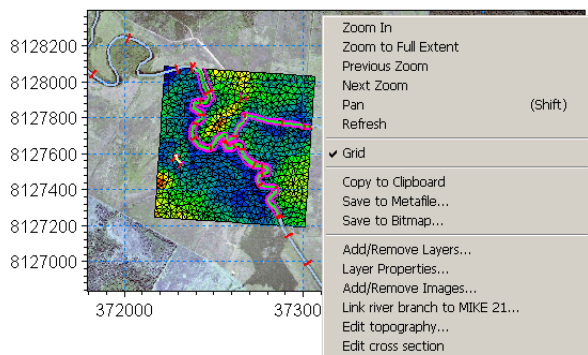 8128200
8128000
8127800
8127600
8127400
8127200
8127000
372000
37300
Zoom In
Zoom to Full Extent
Previous Zoom
Next Zoom
Pan (Shift)
Refresh
Grid
Copy to Clipboard
Save to Metafile...
Save to Bitmap...
Add/Remove Layers...
Layer Properties...
Add/Remove Images...
Link river branch to MIKE 21...
Edit topography...
Edit cross section